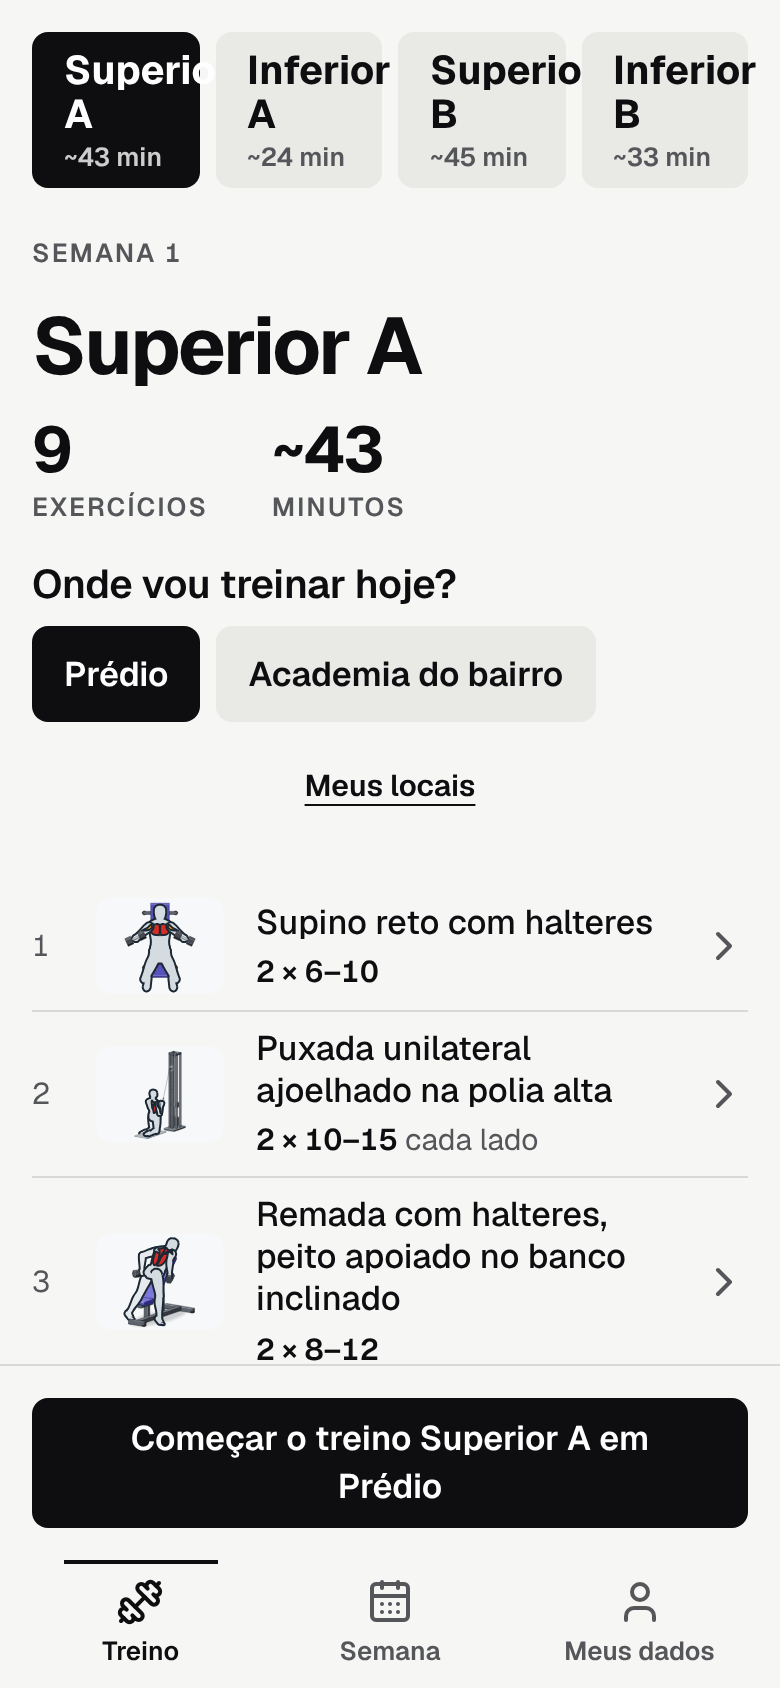 Superior
A
~43 min
Inferior
A
~24 min
Superio
B
~45 min
Inferior
B
~33 min
SEMANA 1
Superior A
9
EXERCÍCIOS
~43
MINUTOS
Onde vou treinar hoje?
Prédio
Academia do bairro
Meus locais
1
Supino reto com halteres
2 × 6–10
2
Puxada unilateral
ajoelhado na polia alta
2 × 10–15 cada lado
3
Remada com halteres,
peito apoiado no banco
inclinado
2 × 8–12
Começar o treino Superior A em
Prédio
Treino
Semana
Meus dados